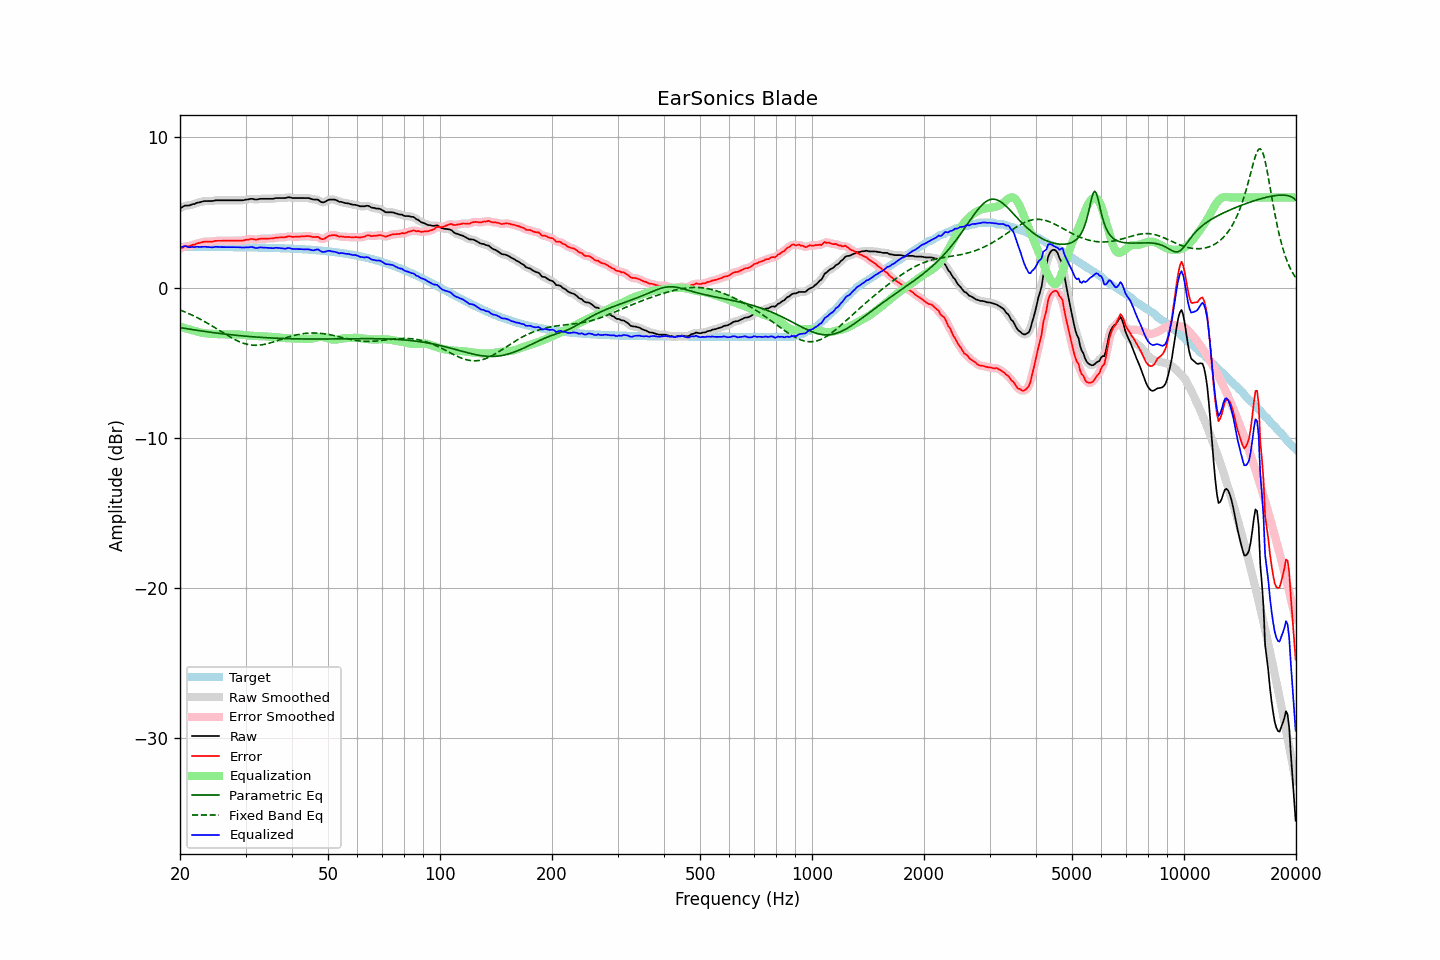 EarSonics Blade
Amplitude (dBr)
10
0
−10
−20
−30
Target
Raw Smoothed
Error Smoothed
Raw
Error
Equalization
Parametric Eq
Fixed Band Eq
Equalized
20 50 100 200 500 1000 2000 5000 10000 20000
Frequency (Hz)